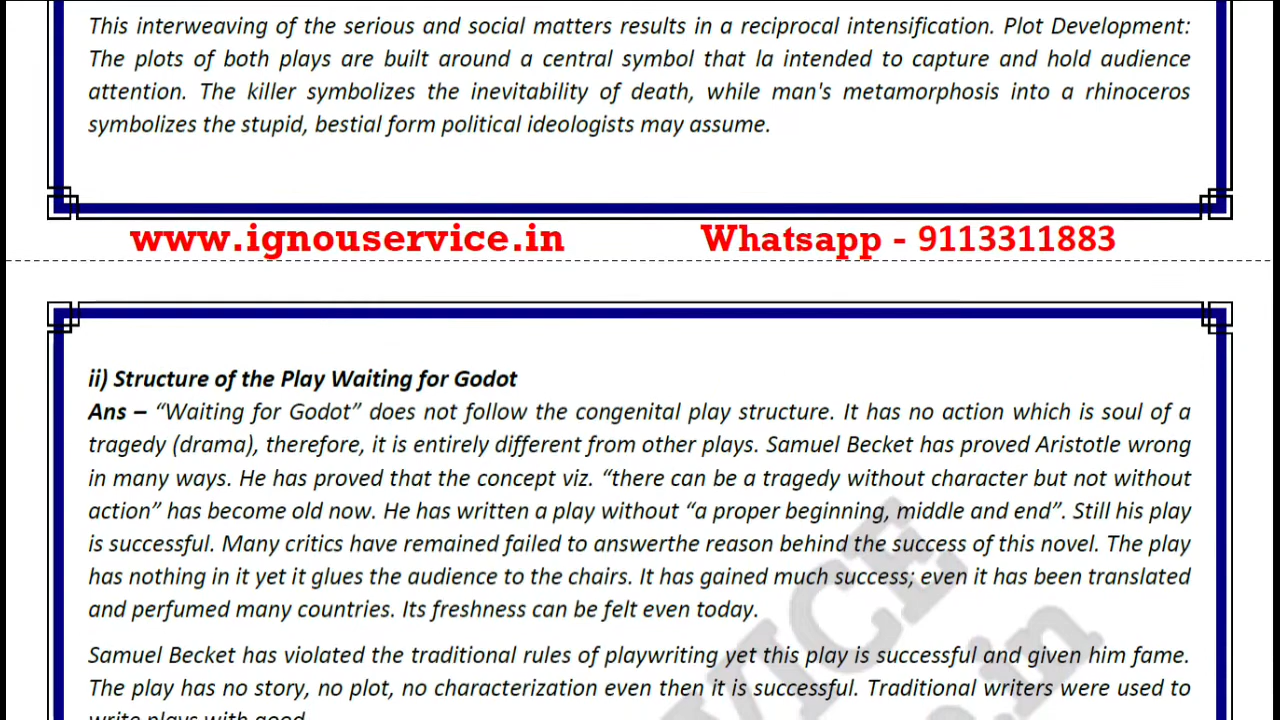 This interweaving of the serious and social matters results in a reciprocal intensification. Plot Development:
The plots of both plays are built around a central symbol that la intended to capture and hold audience
attention. The killer symbolizes the inevitability of death, while man's metamorphosis into a rhinoceros
symbolizes the stupid, bestial form political ideologists may assume.
www.ignouservice.in Whatsapp - 9113311883
ii) Structure of the Play Waiting for Godot
Ans – “Waiting for Godot” does not follow the congenital play structure. It has no action which is soul of a
tragedy (drama), therefore, it is entirely different from other plays. Samuel Becket has proved Aristotle wrong
in many ways. He has proved that the concept viz. “there can be a tragedy without character but not without
action” has become old now. He has written a play without “a proper beginning, middle and end”. Still his play
is successful. Many critics have remained failed to answerthe reason behind the success of this novel. The play
has nothing in it yet it glues the audience to the chairs. It has gained much success; even it has been translated
and perfumed many countries. Its freshness can be felt even today.
Samuel Becket has violated the traditional rules of playwriting yet this play is successful and given him fame.
The play has no story, no plot, no characterization even then it is successful. Traditional writers were used to
write plays with good